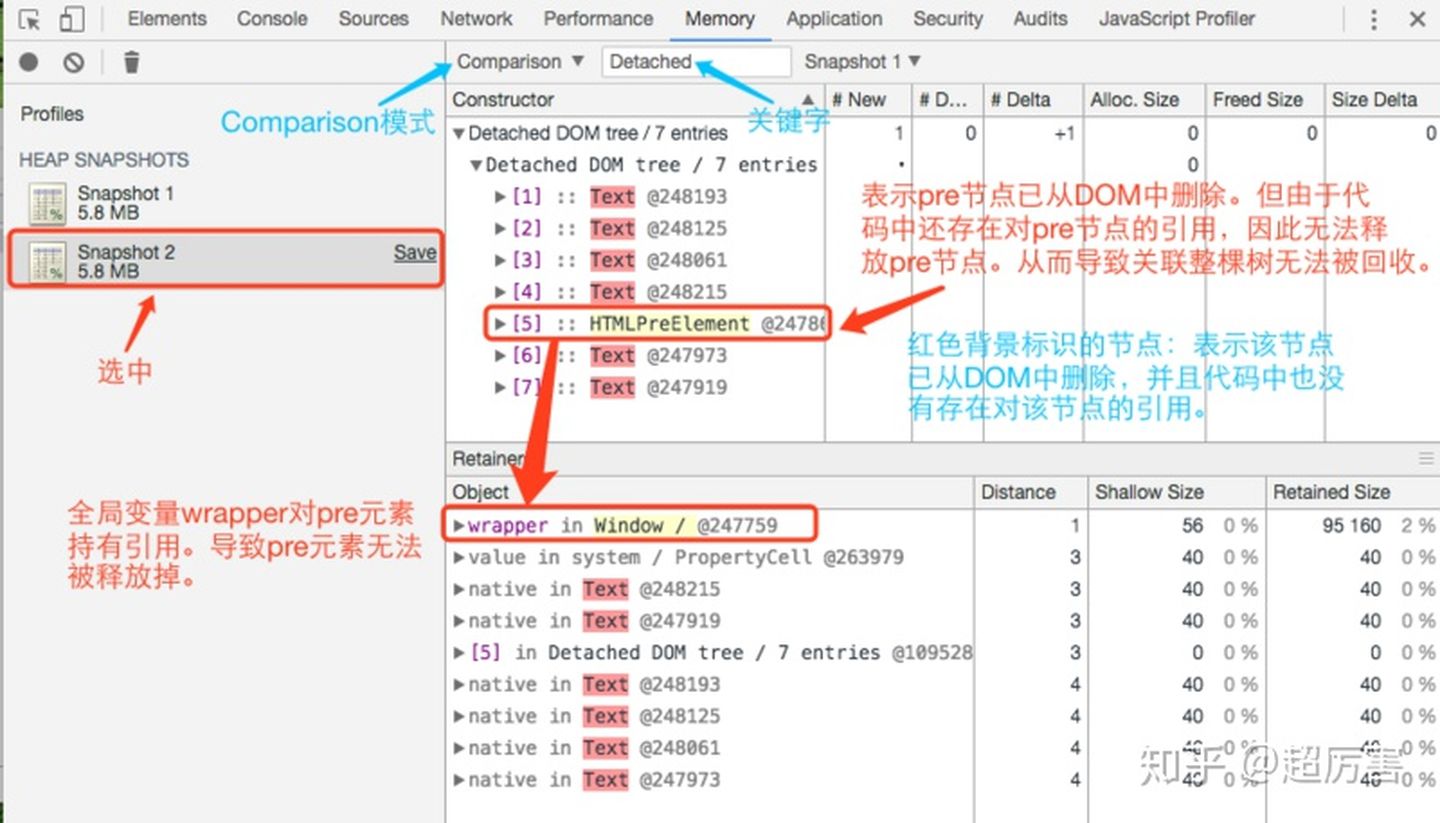 Elements Console Sources Network Performance Memory Application Security Audits JavaScript Profiler
Comparison Detached Snapshot 1
Profiles
HEAP SNAPSHOTS
Snapshot 1
5.8 MB
Snapshot 2 Save
5.8 MB
Comparison模式
关键字
选中
全局变量wrapper对pre元素
持有引用。导致pre元素无法
被释放掉。
Constructor # New # D... # Delta Alloc. Size Freed Size Size Delta
Detached DOM tree / 7 entries 1 0 +1 0 0 0
Detached DOM tree / 7 entries • 0
[1] :: Text @248193
[2] :: Text @248125
[3] :: Text @248061
[4] :: Text @248215
[5] :: HTMLPreElement @24786
[6] :: Text @247973
[7] :: Text @247919
表示pre节点已从DOM中删除。但由于代
码中还存在对pre节点的引用，因此无法释
放pre节点。从而导致关联整棵树无法被回收。
红色背景标识的节点：表示该节点
已从DOM中删除，并且代码中也没
有存在对该节点的引用。
Retainer
Object Distance Shallow Size Retained Size
wrapper in Window / @247759 1 56 0 % 95 160 2 %
value in system / PropertyCell @263979 3 40 0 % 40 0 %
native in Text @248215 3 40 0 % 40 0 %
native in Text @247919 3 40 0 % 40 0 %
[5] in Detached DOM tree / 7 entries @109528 3 0 0 % 0 0 %
native in Text @248193 4 40 0 % 40 0 %
native in Text @248125 4 40 0 % 40 0 %
native in Text @248061 4 40 0 % 40 0 %
native in Text @247973 4 40 0 % 40 0 %
知乎 @超厉害